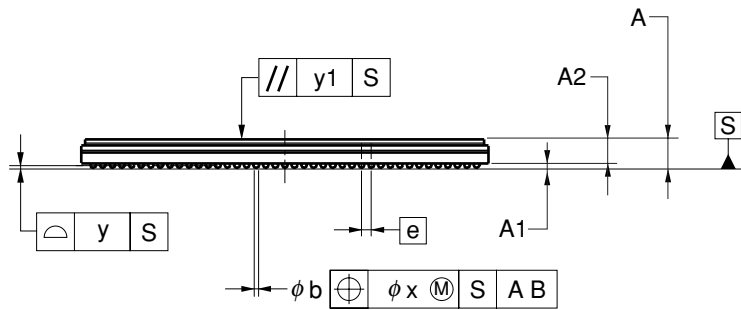 A
// y1 S
A2
S
⌓ y S
e
A1
ϕ b ⌖ ϕ x Ⓜ S A B